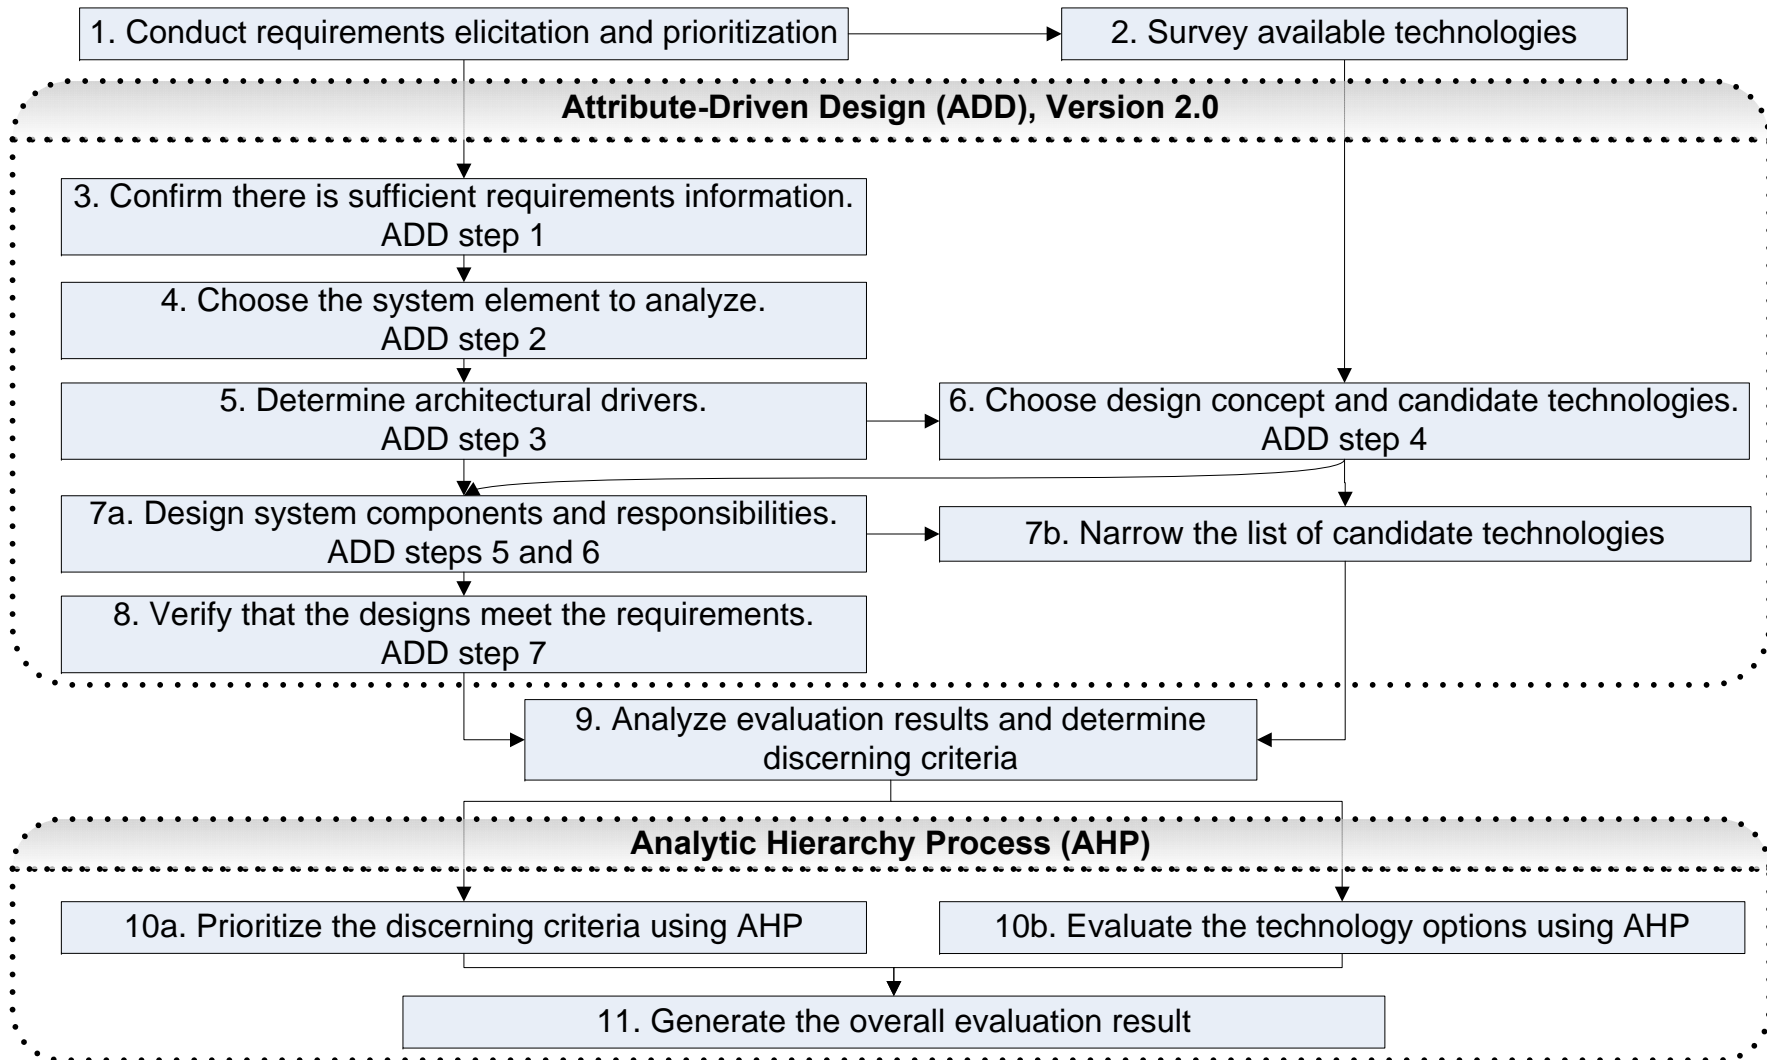 1. Conduct requirements elicitation and prioritization
2. Survey available technologies
Attribute-Driven Design (ADD), Version 2.0
3. Confirm there is sufficient requirements information.
ADD step 1
4. Choose the system element to analyze.
ADD step 2
5. Determine architectural drivers.
ADD step 3
6. Choose design concept and candidate technologies.
ADD step 4
7a. Design system components and responsibilities.
ADD steps 5 and 6
7b. Narrow the list of candidate technologies
8. Verify that the designs meet the requirements.
ADD step 7
9. Analyze evaluation results and determine
discerning criteria
Analytic Hierarchy Process (AHP)
10a. Prioritize the discerning criteria using AHP
10b. Evaluate the technology options using AHP
11. Generate the overall evaluation result